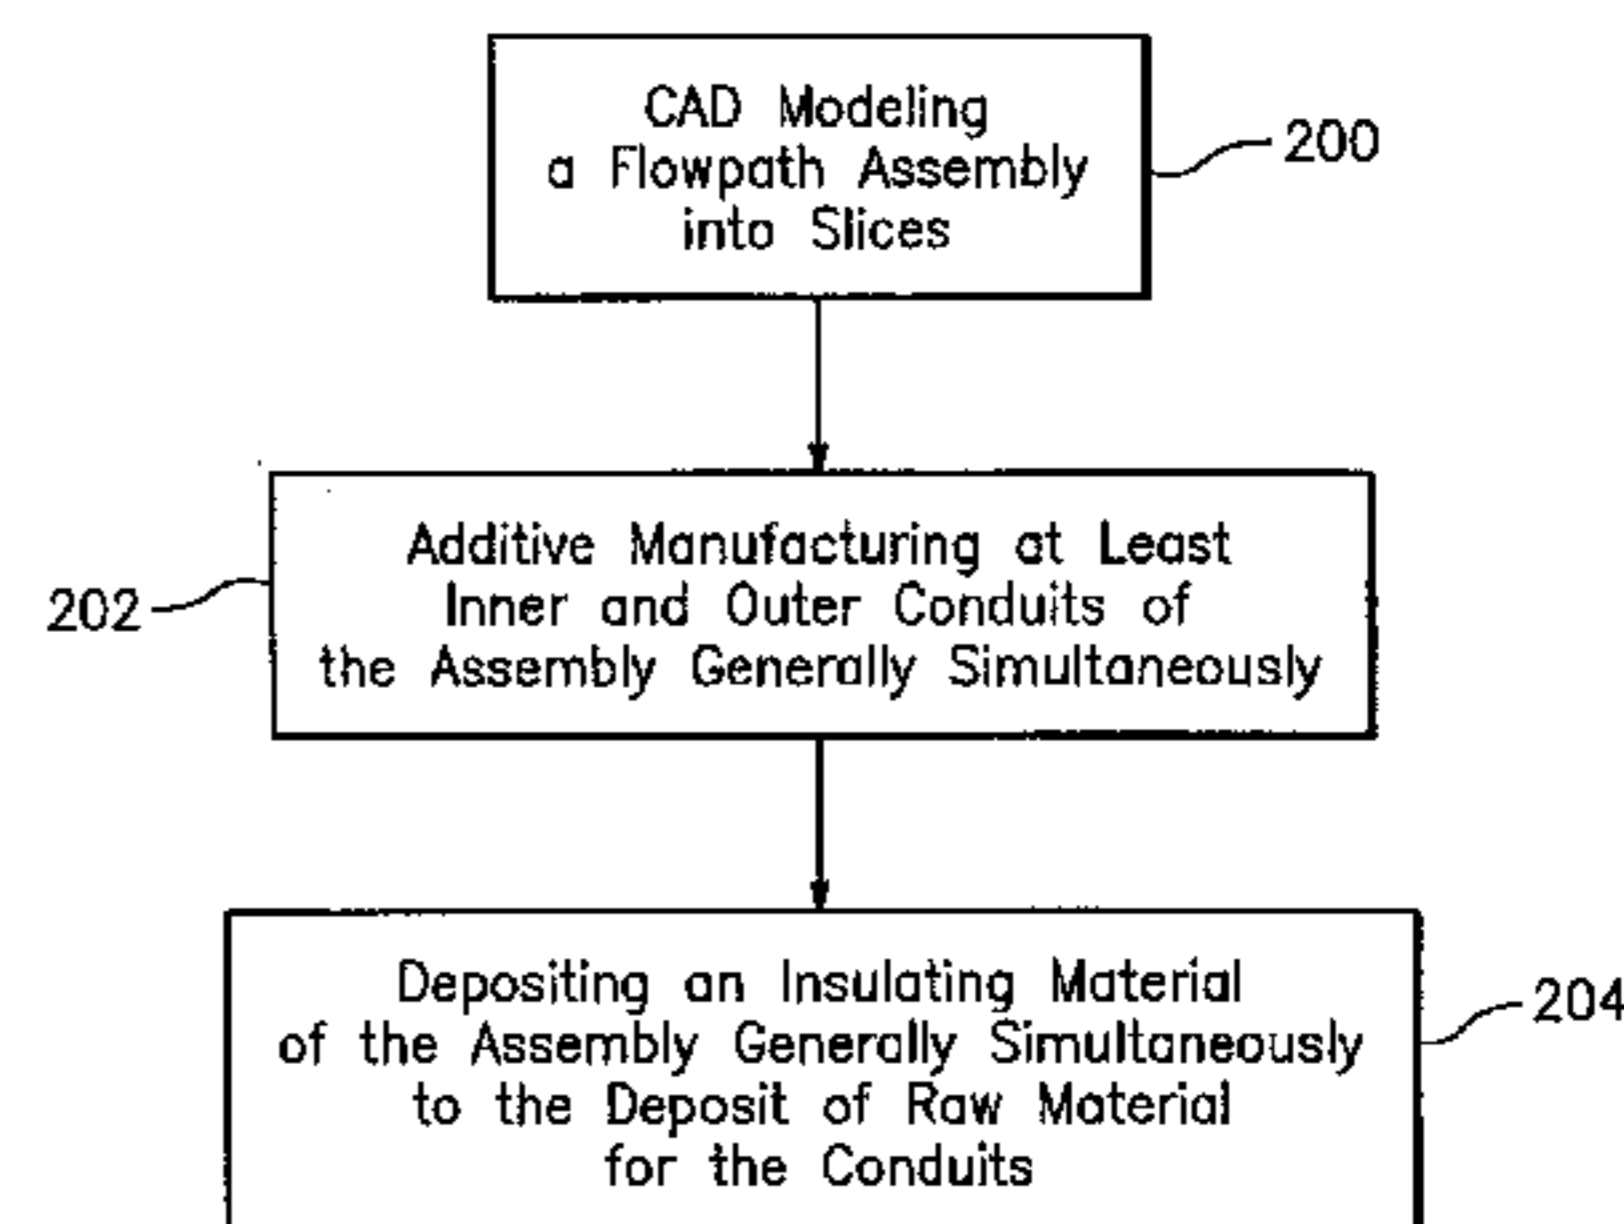 CAD Modeling
a Flowpath Assembly
into Slices
200
Additive Manufacturing at Least
Inner and Outer Conduits of
the Assembly Generally Simultaneously
202
Depositing an Insulating Material
of the Assembly Generally Simultaneously
to the Deposit of Raw Material
for the Conduits
204